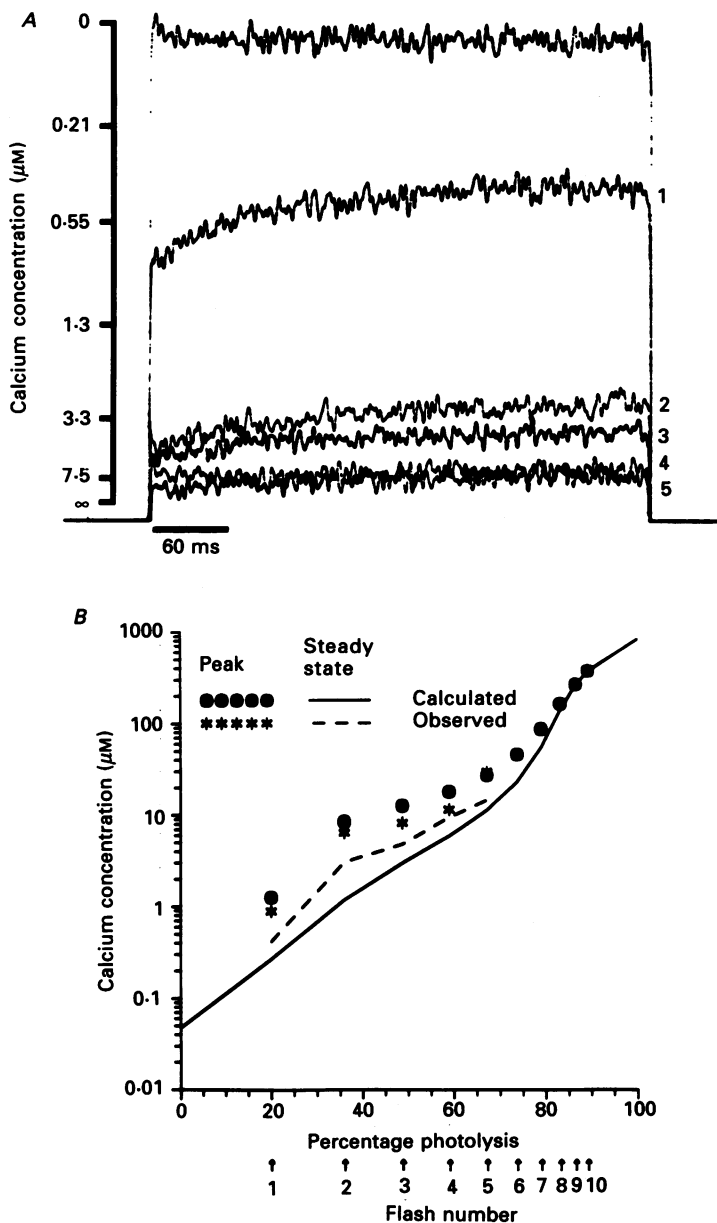 A
Calcium concentration (μM)
0
0·21
0·55
1·3
3·3
7·5
∞
1
2
3
4
5
60 ms
B
Calcium concentration (μM)
1000
100
10
1
0·1
0·01
Peak
Steady
state
Calculated
Observed
0 20 40 60 80 100
Percentage photolysis
1 2 3 4 5 6 7 8 9 10
Flash number